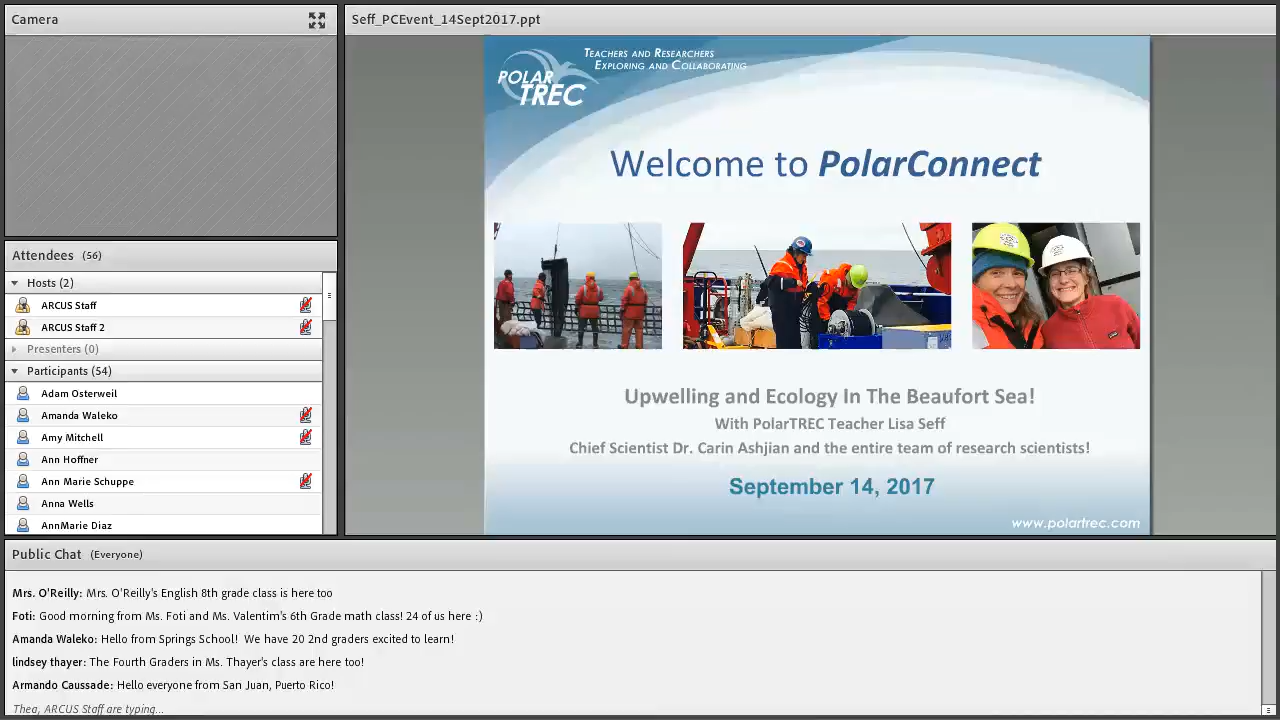 Camera
Seff_PCEvent_14Sept2017.ppt
TEACHERS AND RESEARCHERS
EXPLORING AND COLLABORATING
POLAR
TREC
Welcome to PolarConnect
Upwelling and Ecology In The Beaufort Sea!
With PolarTREC Teacher Lisa Seff
Chief Scientist Dr. Carin Ashjian and the entire team of research scientists!
September 14, 2017
www.polartrec.com
Attendees (56)
Hosts (2)
ARCUS Staff
ARCUS Staff 2
Presenters (0)
Participants (54)
Adam Osterweil
Amanda Waleko
Amy Mitchell
Ann Hoffner
Ann Marie Schuppe
Anna Wells
AnnMarie Diaz
Public Chat (Everyone)
Mrs. O'Reilly: Mrs. O'Reilly's English 8th grade class is here too
Foti: Good morning from Ms. Foti and Ms. Valentim's 6th Grade math class! 24 of us here :)
Amanda Waleko: Hello from Springs School! We have 20 2nd graders excited to learn!
lindsey thayer: The Fourth Graders in Ms. Thayer's class are here too!
Armando Caussade: Hello everyone from San Juan, Puerto Rico!
Thea, ARCUS Staff are typing...